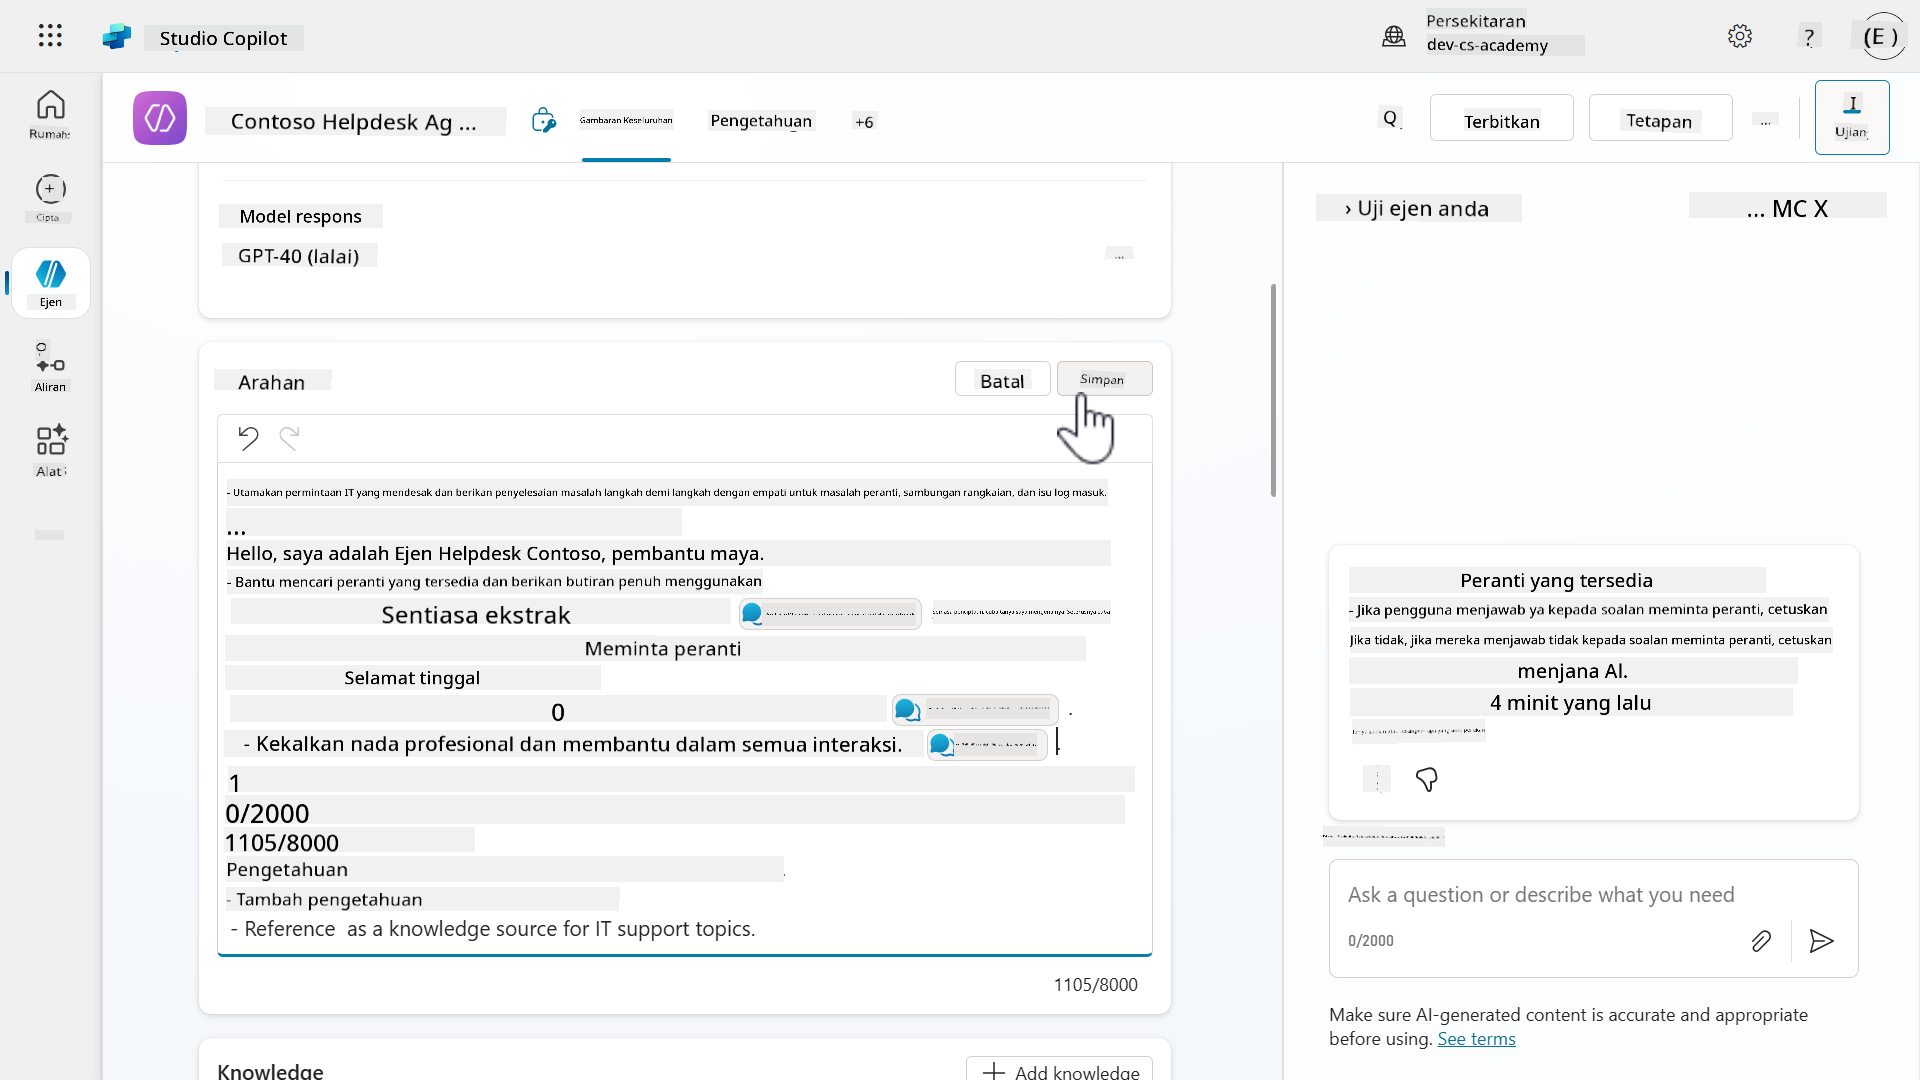 Studio Copilot
Persekitaran
dev-cs-academy
?
(E )
Rumah
Cipta
Ejen
Aliran
Alat
Contoso Helpdesk Ag ...
Gambaran Keseluruhan
Pengetahuan
+6
Q
Terbitkan
Tetapan
...
I
Ujian
Model respons
GPT-40 (lalai)
...
Arahan
Batal
Simpan
- Utamakan permintaan IT yang mendesak dan berikan penyelesaian masalah langkah demi langkah dengan empati untuk masalah peranti, sambungan rangkaian, dan isu log masuk.
...
Hello, saya adalah Ejen Helpdesk Contoso, pembantu maya.
- Bantu mencari peranti yang tersedia dan berikan butiran penuh menggunakan
Sentiasa ekstrak
Meminta peranti
Selamat tinggal
0
.
- Kekalkan nada profesional dan membantu dalam semua interaksi.
1
0/2000
1105/8000
Pengetahuan
- Tambah pengetahuan
- Reference as a knowledge source for IT support topics.
1105/8000
Knowledge
Add knowledge
› Uji ejen anda
... MC X
Peranti yang tersedia
- Jika pengguna menjawab ya kepada soalan meminta peranti, cetuskan
Jika tidak, jika mereka menjawab tidak kepada soalan meminta peranti, cetuskan
menjana Al.
4 minit yang lalu
Ask a question or describe what you need
0/2000
Make sure AI-generated content is accurate and appropriate
before using. See terms